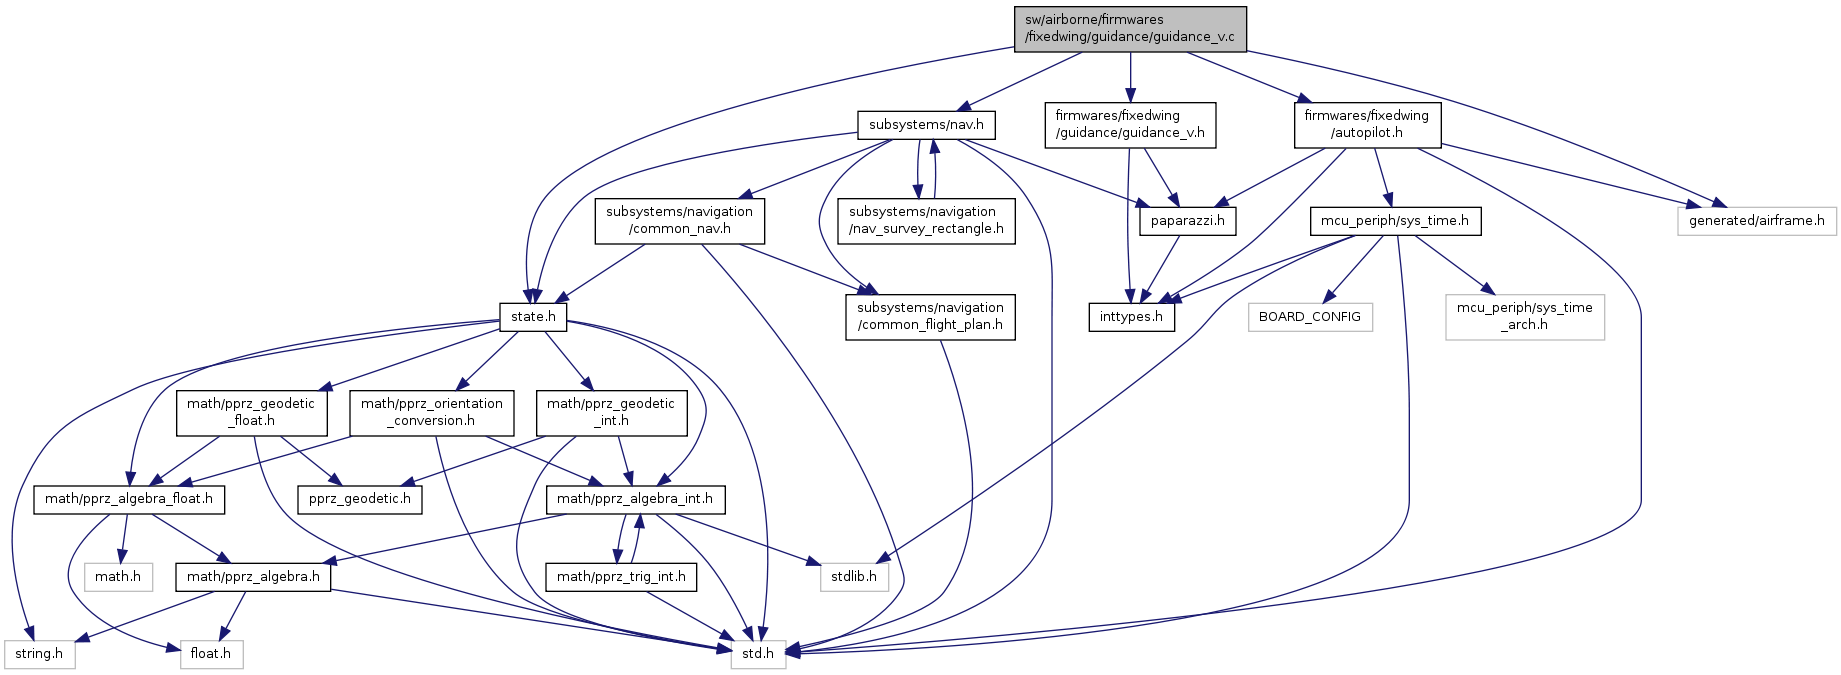 sw/airborne/firmwares
/fixedwing/guidance/guidance_v.c
subsystems/nav.h
firmwares/fixedwing
/guidance/guidance_v.h
firmwares/fixedwing
/autopilot.h
subsystems/navigation
/common_nav.h
subsystems/navigation
/nav_survey_rectangle.h
paparazzi.h
mcu_periph/sys_time.h
generated/airframe.h
state.h
subsystems/navigation
/common_flight_plan.h
inttypes.h
BOARD_CONFIG
mcu_periph/sys_time
_arch.h
math/pprz_geodetic
_float.h
math/pprz_orientation
_conversion.h
math/pprz_geodetic
_int.h
math/pprz_algebra_float.h
pprz_geodetic.h
math/pprz_algebra_int.h
math.h
math/pprz_algebra.h
math/pprz_trig_int.h
stdlib.h
string.h
float.h
std.h